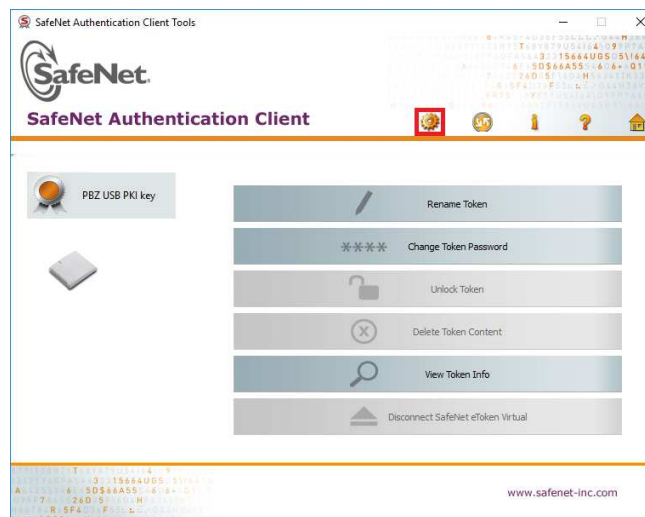 SafeNet Authentication Client Tools
SafeNet.
SafeNet Authentication Client
PBZ USB PKI key
Rename Token
**** Change Token Password
Unlock Token
Delete Token Content
View Token Info
Disconnect SafeNet eToken Virtual
www.safenet-inc.com